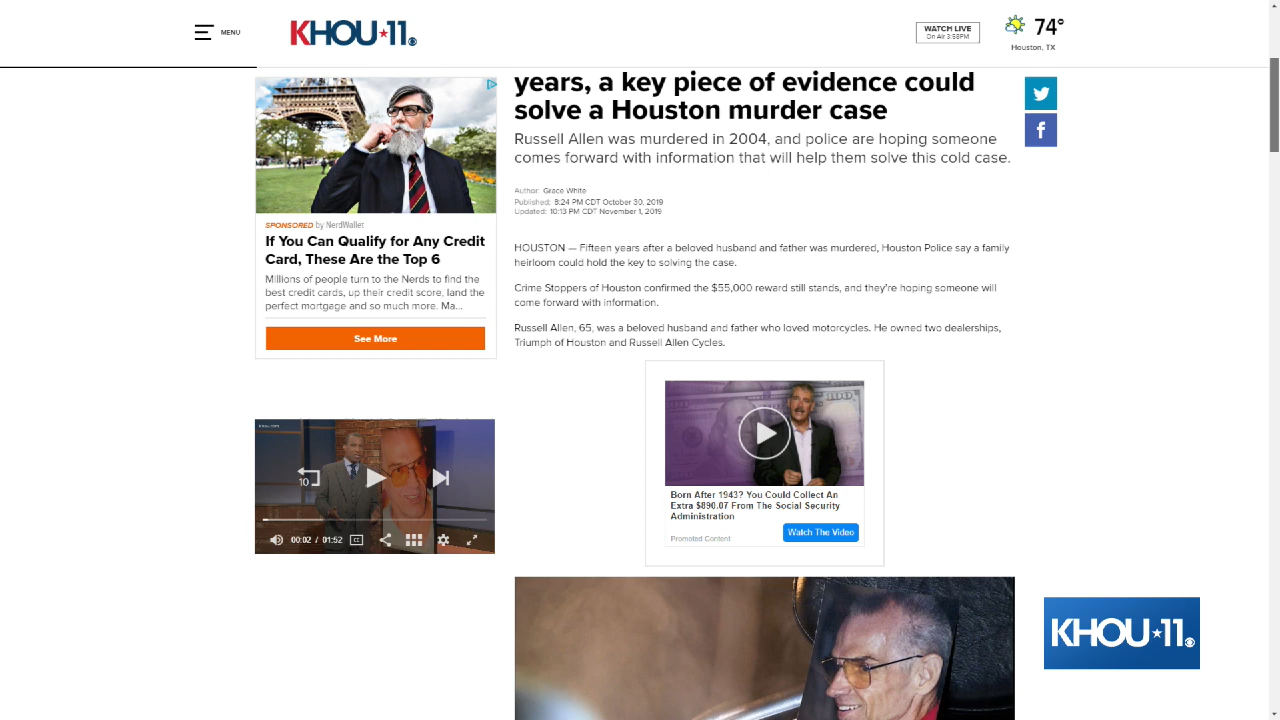 MENU
KHOU★11
WATCH LIVE
On Air 3:58PM
74°
Houston, TX
SPONSORED by NerdWallet
If You Can Qualify for Any Credit
Card, These Are the Top 6
Millions of people turn to the Nerds to find the
best credit cards, up their credit score, land the
perfect mortgage and so much more. Ma...
See More
khou.com
10
00:02 / 01:52 CC
years, a key piece of evidence could
solve a Houston murder case
Russell Allen was murdered in 2004, and police are hoping someone
comes forward with information that will help them solve this cold case.
Author: Grace White
Published: 8:24 PM CDT October 30, 2019
Updated: 10:13 PM CDT November 1, 2019
HOUSTON — Fifteen years after a beloved husband and father was murdered, Houston Police say a family
heirloom could hold the key to solving the case.
Crime Stoppers of Houston confirmed the $55,000 reward still stands, and they're hoping someone will
come forward with information.
Russell Allen, 65, was a beloved husband and father who loved motorcycles. He owned two dealerships,
Triumph of Houston and Russell Allen Cycles.
Born After 1943? You Could Collect An
Extra $890.07 From The Social Security
Administration
Watch The Video
Promoted Content
KHOU★11